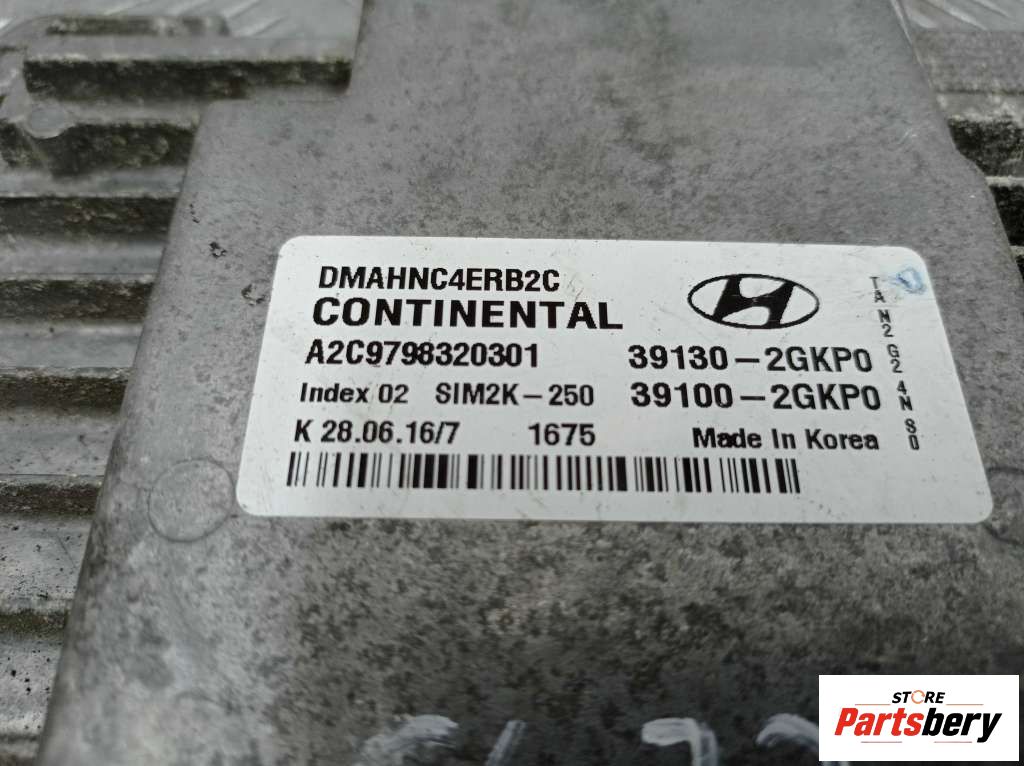 DMAHNC4ERB2C
CONTINENTAL
A2C9798320301 39130-2GKP0
Index 02 SIM2K-250 39100-2GKP0
K 28.06.16/7 1675 Made In Korea
TAN2G24NS0
STORE
Partsbery